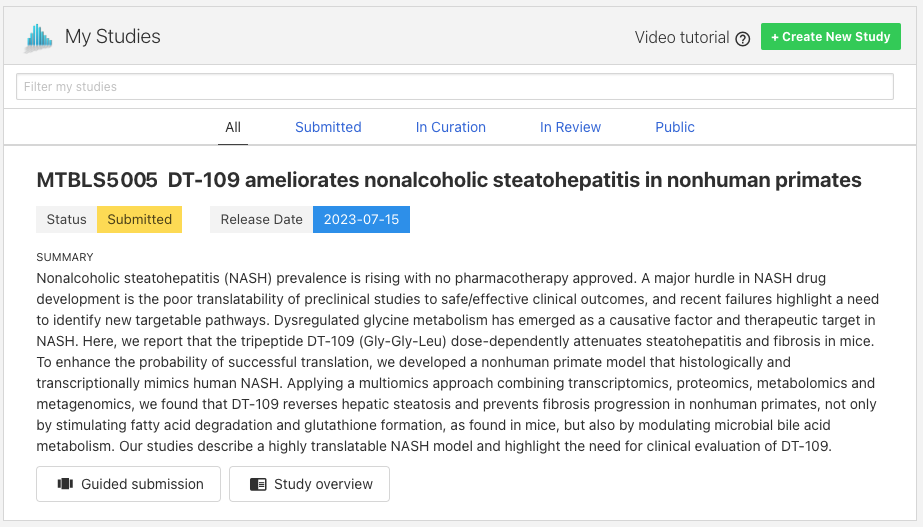 My Studies
Video tutorial ?
+ Create New Study
Filter my studies
All Submitted In Curation In Review Public
MTBLS5005 DT-109 ameliorates nonalcoholic steatohepatitis in nonhuman primates
Status Submitted Release Date 2023-07-15
SUMMARY
Nonalcoholic steatohepatitis (NASH) prevalence is rising with no pharmacotherapy approved. A major hurdle in NASH drug
development is the poor translatability of preclinical studies to safe/effective clinical outcomes, and recent failures highlight a need
to identify new targetable pathways. Dysregulated glycine metabolism has emerged as a causative factor and therapeutic target in
NASH. Here, we report that the tripeptide DT-109 (Gly-Gly-Leu) dose-dependently attenuates steatohepatitis and fibrosis in mice.
To enhance the probability of successful translation, we developed a nonhuman primate model that histologically and
transcriptionally mimics human NASH. Applying a multiomics approach combining transcriptomics, proteomics, metabolomics and
metagenomics, we found that DT-109 reverses hepatic steatosis and prevents fibrosis progression in nonhuman primates, not only
by stimulating fatty acid degradation and glutathione formation, as found in mice, but also by modulating microbial bile acid
metabolism. Our studies describe a highly translatable NASH model and highlight the need for clinical evaluation of DT-109.
Guided submission Study overview